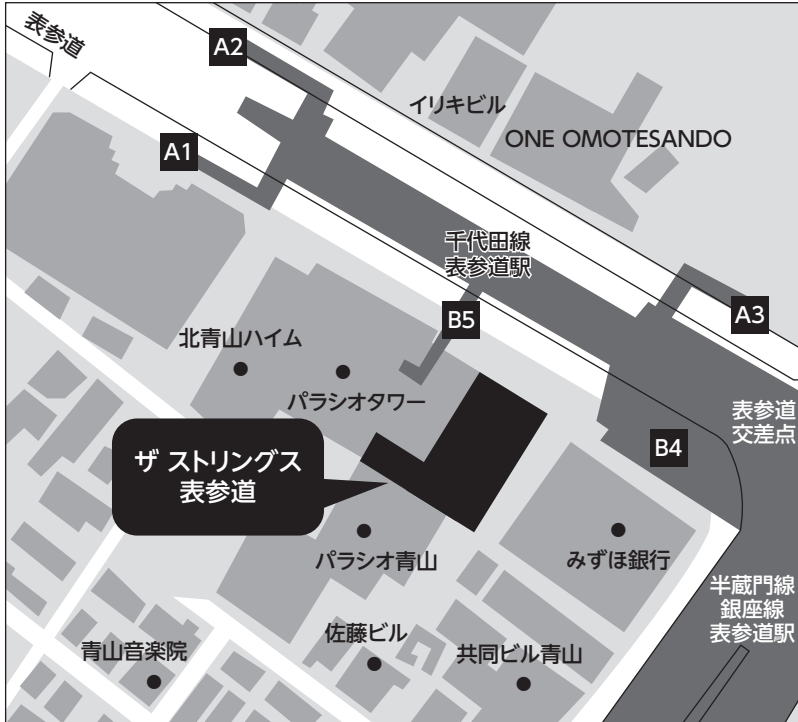 表参道
A2
イリキビル
ONE OMOTESANDO
A1
千代田線
表参道駅
B5
A3
北青山ハイム
パラシオタワー
表参道
交差点
B4
ザ ストリングス
表参道
パラシオ青山
みずほ銀行
半蔵門線
銀座線
表参道駅
青山音楽院
佐藤ビル
共同ビル青山